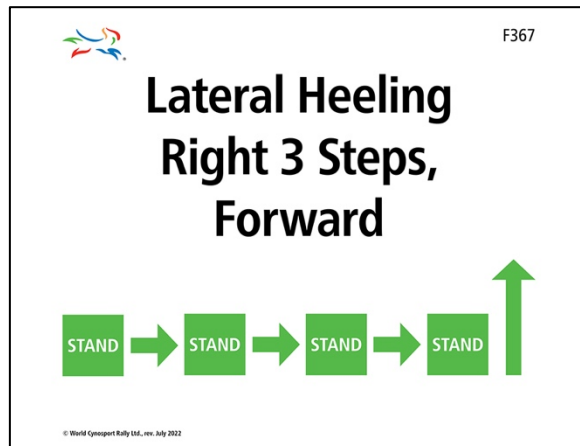 F367
Lateral Heeling
Right 3 Steps,
Forward
STAND STAND STAND STAND
© World Cynosport Rally Ltd., rev. July 2022